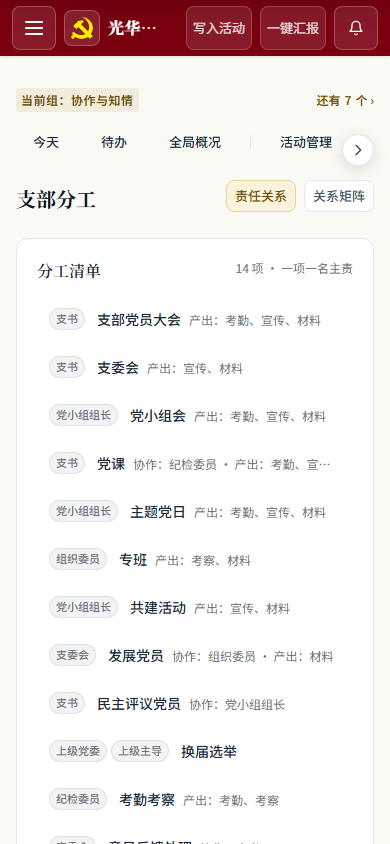 光华…
写入活动
一键汇报
当前组：协作与知情
还有 7 个 ›
今天 待办 全局概况 活动管理
支部分工
责任关系 关系矩阵
分工清单 14 项 · 一项一名主责
支书 支部党员大会 产出：考勤、宣传、材料
支书 支委会 产出：宣传、材料
党小组组长 党小组会 产出：考勤、宣传、材料
支书 党课 协作：纪检委员 · 产出：考勤、宣…
党小组组长 主题党日 产出：考勤、宣传、材料
组织委员 专班 产出：考察、材料
党小组组长 共建活动 产出：宣传、材料
支委会 发展党员 协作：组织委员 · 产出：材料
支书 民主评议党员 协作：党小组组长
上级党委 上级主导 换届选举
纪检委员 考勤考察 产出：考勤、考察